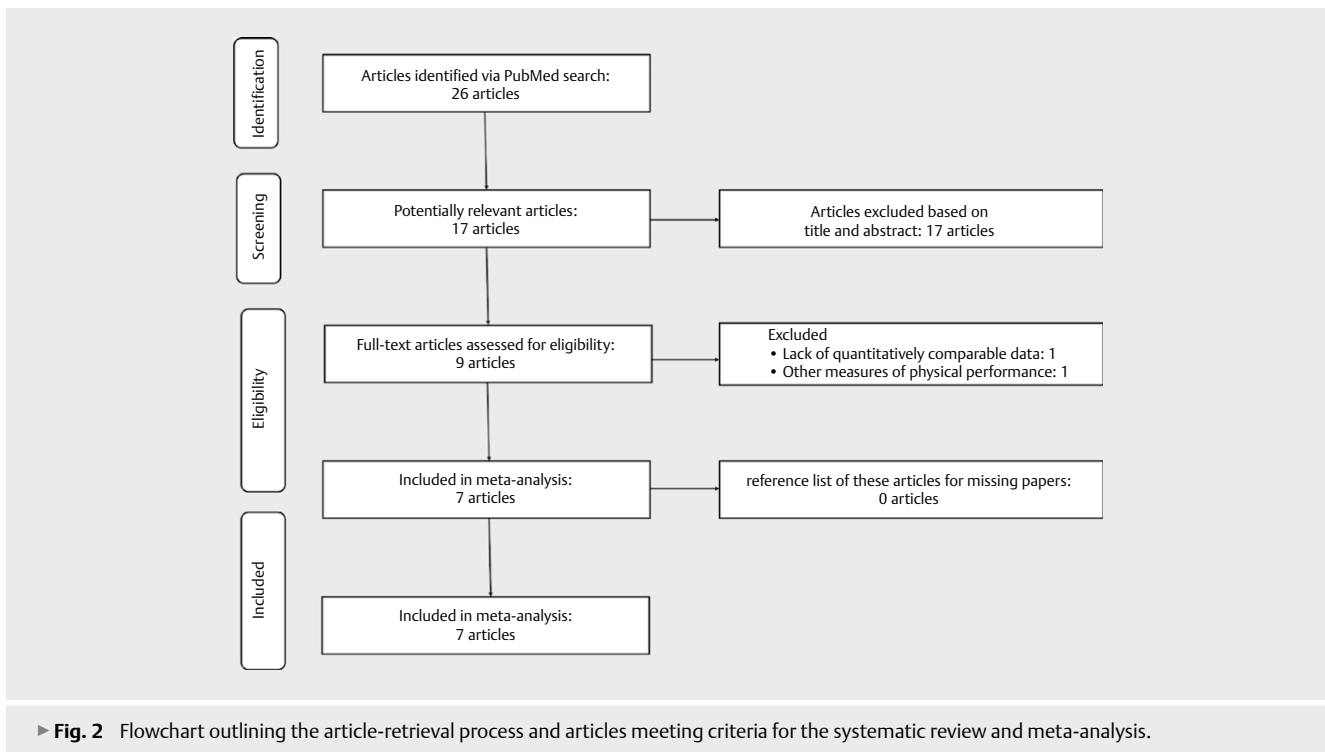 Identification
Articles identified via PubMed search:
26 articles
Screening
Potentially relevant articles:
17 articles
Articles excluded based on
title and abstract: 17 articles
Eligibility
Full-text articles assessed for eligibility:
9 articles
Excluded
• Lack of quantitatively comparable data: 1
• Other measures of physical performance: 1
Included in meta-analysis:
7 articles
reference list of these articles for missing papers:
0 articles
Included
Included in meta-analysis:
7 articles
▶ Fig. 2 Flowchart outlining the article-retrieval process and articles meeting criteria for the systematic review and meta-analysis.